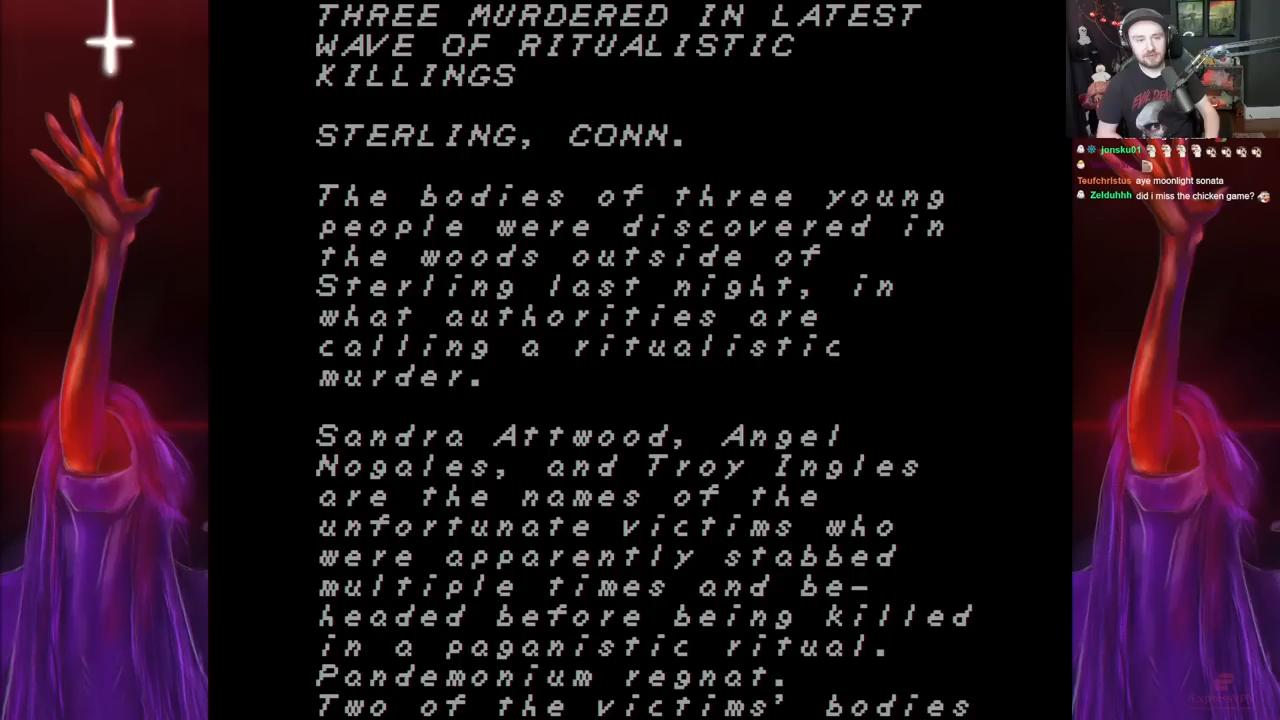 THREE MURDERED IN LATEST
WAVE OF RITUALISTIC
KILLINGS
STERLING, CONN.
The bodies of three young
people were discovered in
the woods outside of
Sterling last night, in
what authorities are
calling a ritualistic
murder.
Sandra Attwood, Angel
Nogales, and Troy Ingles
are the names of the
unfortunate victims who
were apparently stabbed
multiple times and be-
headed before being killed
in a paganistic ritual.
Pandemonium regnat.
Two of the victims' bodies
EVIL DEAD
jonsku01
Teufchristus aye moonlight sonata
Zelduhhh did i miss the chicken game?
ExpressVPN